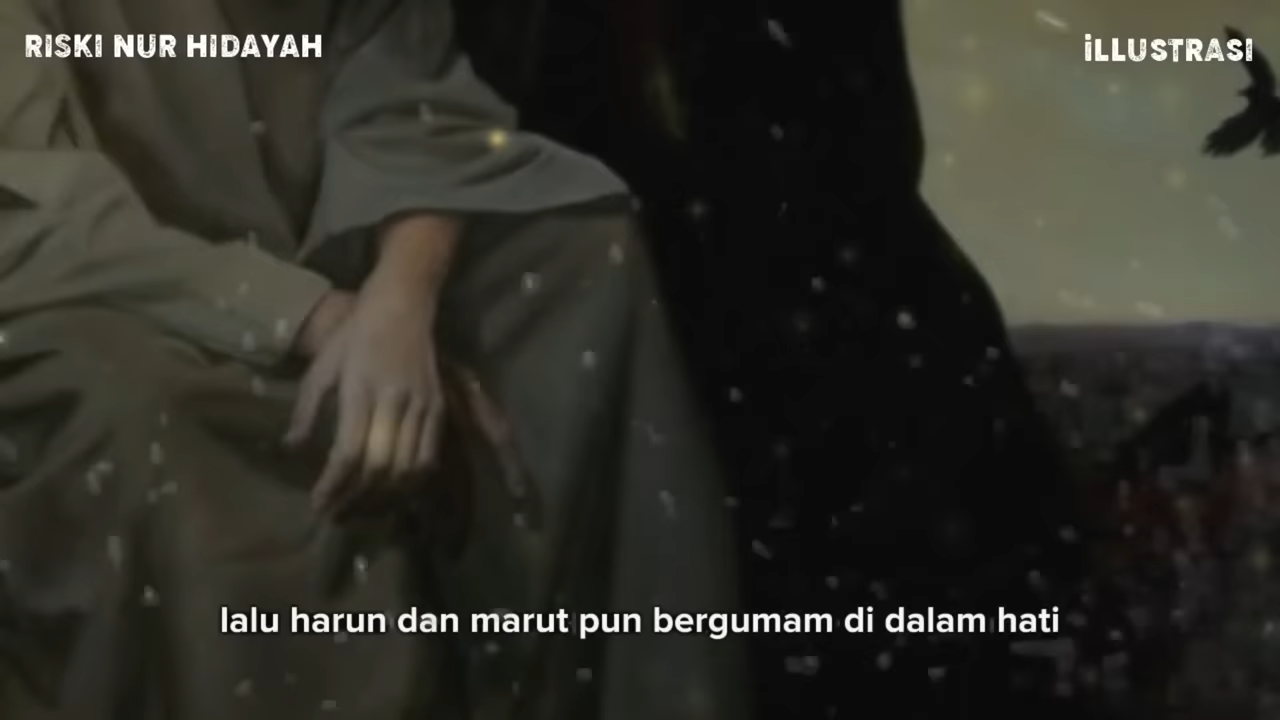 RISKI NUR HIDAYAH
iLLUSTRASI
lalu harun dan marut pun bergumam di dalam hati